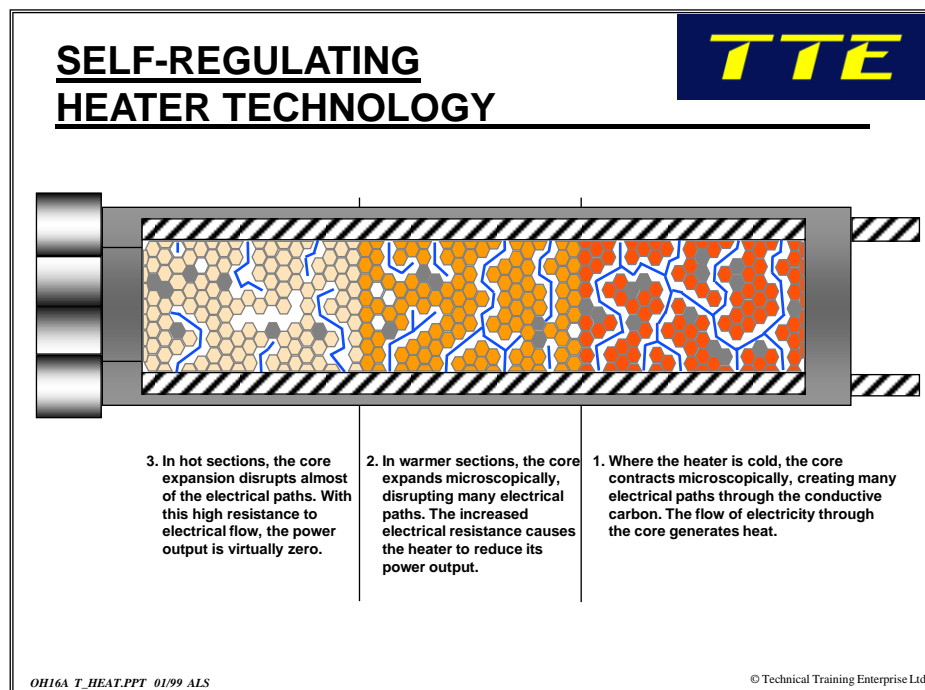 SELF-REGULATING
HEATER TECHNOLOGY
TTE
3. In hot sections, the core
expansion disrupts almost
of the electrical paths. With
this high resistance to
electrical flow, the power
output is virtually zero.
2. In warmer sections, the core
expands microscopically,
disrupting many electrical
paths. The increased
electrical resistance causes
the heater to reduce its
power output.
1. Where the heater is cold, the core
contracts microscopically, creating many
electrical paths through the conductive
carbon. The flow of electricity through
the core generates heat.
OH16A T_HEAT.PPT 01/99 ALS
© Technical Training Enterprise Ltd